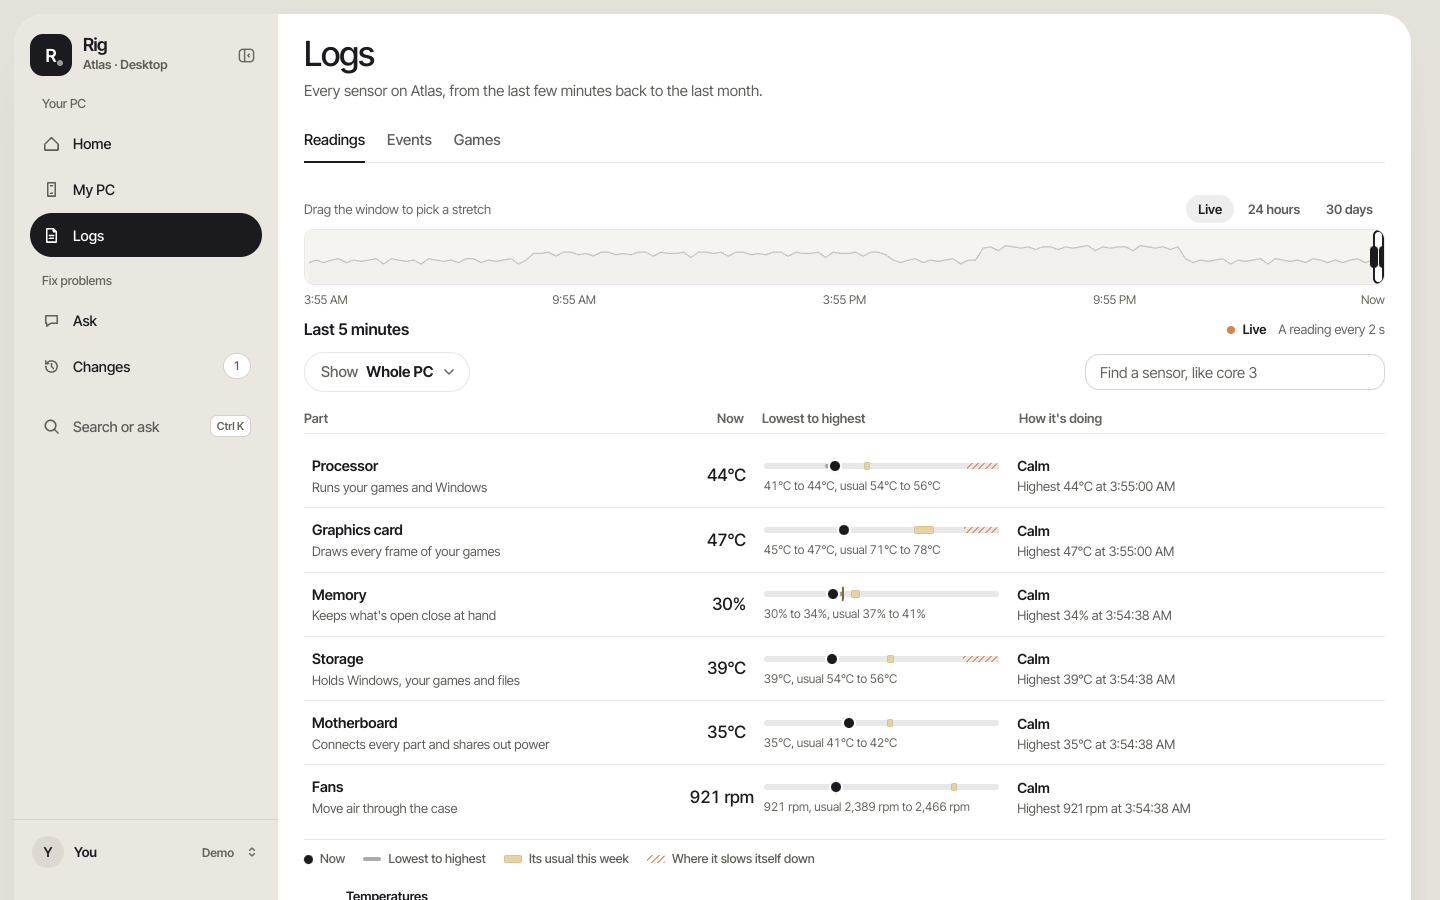 R.
Rig
Atlas · Desktop
Your PC
Home
My PC
Logs
Fix problems
Ask
Changes
1
Search or ask
Ctrl K
Y
You
Demo
Logs
Every sensor on Atlas, from the last few minutes back to the last month.
Readings Events Games
Drag the window to pick a stretch
Live 24 hours 30 days
3:55 AM 9:55 AM 3:55 PM 9:55 PM Now
Last 5 minutes
Live A reading every 2 s
Show Whole PC
Find a sensor, like core 3
Part Now Lowest to highest How it's doing
Processor
Runs your games and Windows
44°C
41°C to 44°C, usual 54°C to 56°C
Calm
Highest 44°C at 3:55:00 AM
Graphics card
Draws every frame of your games
47°C
45°C to 47°C, usual 71°C to 78°C
Calm
Highest 47°C at 3:55:00 AM
Memory
Keeps what's open close at hand
30%
30% to 34%, usual 37% to 41%
Calm
Highest 34% at 3:54:38 AM
Storage
Holds Windows, your games and files
39°C
39°C, usual 54°C to 56°C
Calm
Highest 39°C at 3:54:38 AM
Motherboard
Connects every part and shares out power
35°C
35°C, usual 41°C to 42°C
Calm
Highest 35°C at 3:54:38 AM
Fans
Move air through the case
921 rpm
921 rpm, usual 2,389 rpm to 2,466 rpm
Calm
Highest 921 rpm at 3:54:38 AM
Now Lowest to highest Its usual this week Where it slows itself down
Temperatures